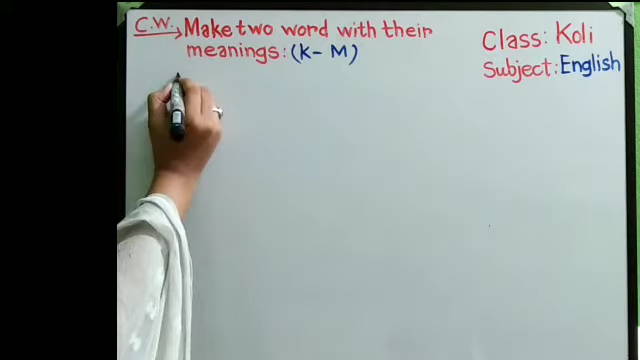 C.W. → Make two word with their
meanings: (K - M)
Class: Koli
Subject: English